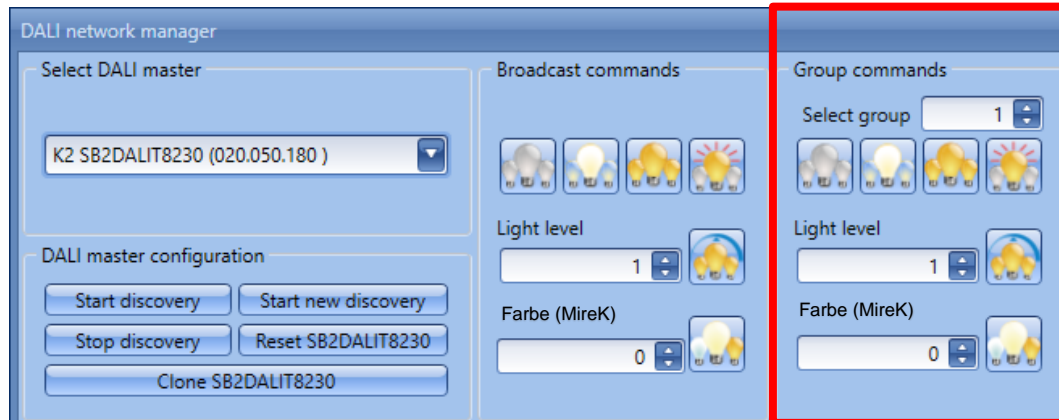 DALI network manager
Select DALI master
K2 SB2DALIT8230 (020.050.180 )
DALI master configuration
Start discovery
Start new discovery
Stop discovery
Reset SB2DALIT8230
Clone SB2DALIT8230
Broadcast commands
Light level
1
Farbe (MireK)
0
Group commands
Select group 1
Light level
1
Farbe (MireK)
0